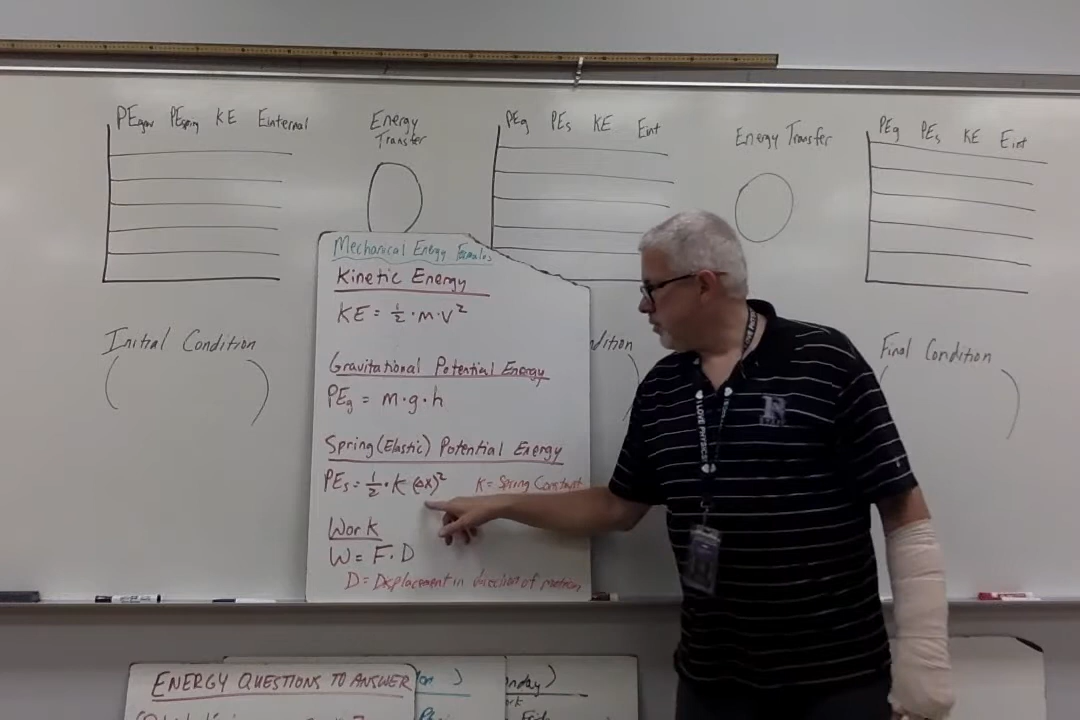 PEgrav PEspring KE Einternal
Energy
Transfer
PEg PEs KE Eint
Energy Transfer
PEg PEs KE Eint
Initial Condition
Final Condition
Mechanical Energy Formulas
Kinetic Energy
KE = 1/2 · m · v²
Gravitational Potential Energy
PEg = m · g · h
Spring (Elastic) Potential Energy
PEs = 1/2 · K (Δx)²
K = Spring Constant
Work
W = F · D
D = Displacement in direction of motion
I LOVE PHYSICS
ENERGY QUESTIONS TO ANSWER